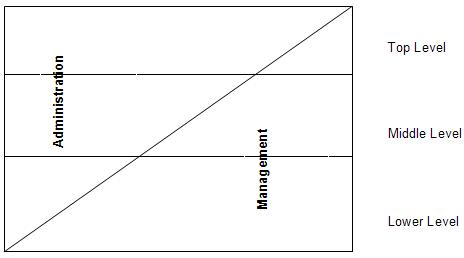 Top Level
Administration
Middle Level
Management
Lower Level